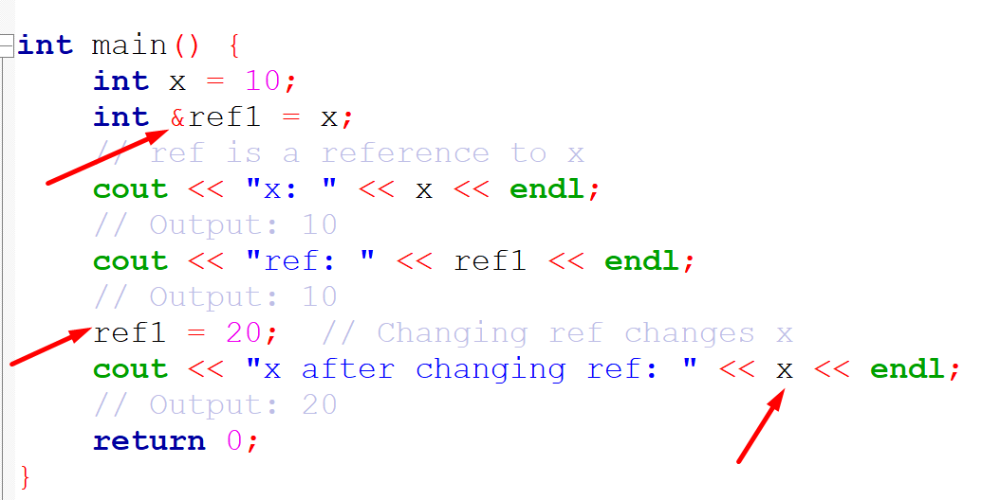 int main() {
int x = 10;
int &ref1 = x;
// ref is a reference to x
cout << "x: " << x << endl;
// Output: 10
cout << "ref: " << ref1 << endl;
// Output: 10
ref1 = 20;  // Changing ref changes x
cout << "x after changing ref: " << x << endl;
// Output: 20
return 0;
}